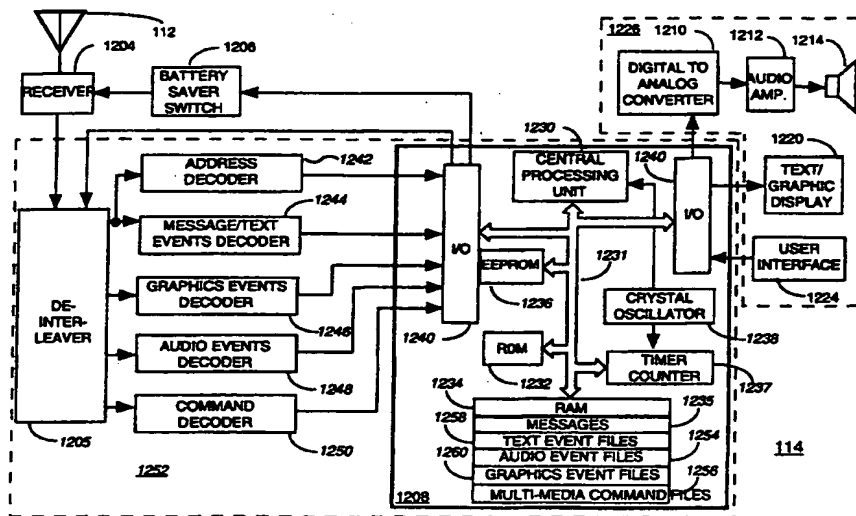 112
1204
RECEIVER
1206
BATTERY
SAVER
SWITCH
1226
1210
DIGITAL TO
ANALOG
CONVERTER
1212
AUDIO
AMP.
1214
ADDRESS
DECODER
1242
1244
MESSAGE/TEXT
EVENTS DECODER
GRAPHICS EVENTS
DECODER
1246
AUDIO EVENTS
DECODER
1248
COMMAND
DECODER
1250
DE-
INTER-
LEAVER
1205
1252
I/O
1240
1230
CENTRAL
PROCESSING
UNIT
1240
I/O
1220
TEXT/
GRAPHIC
DISPLAY
USER
INTERFACE
1224
1231
EEPROM
1236
CRYSTAL
OSCILLATOR
1238
ROM
1232
TIMER
COUNTER
1237
1234
RAM
1235
MESSAGES
1258
TEXT EVENT FILES
1254
AUDIO EVENT FILES
1260
GRAPHICS EVENT FILES
1256
MULTI-MEDIA COMMAND FILES
1208
114